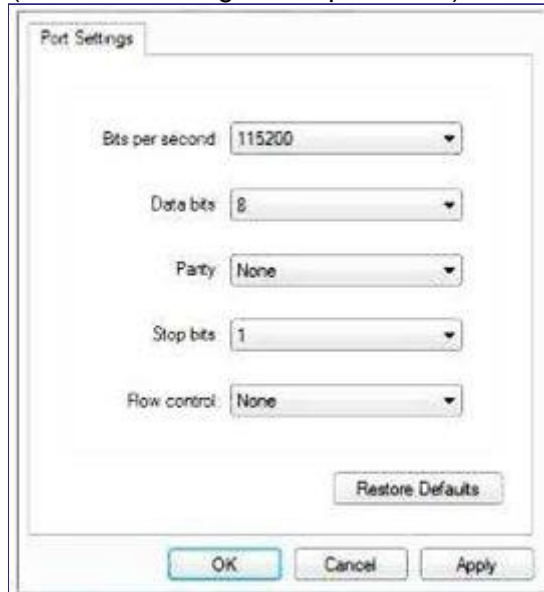 Port Settings
Bits per second 115200
Data bits 8
Parity None
Stop bits 1
Flow control None
Restore Defaults
OK Cancel Apply